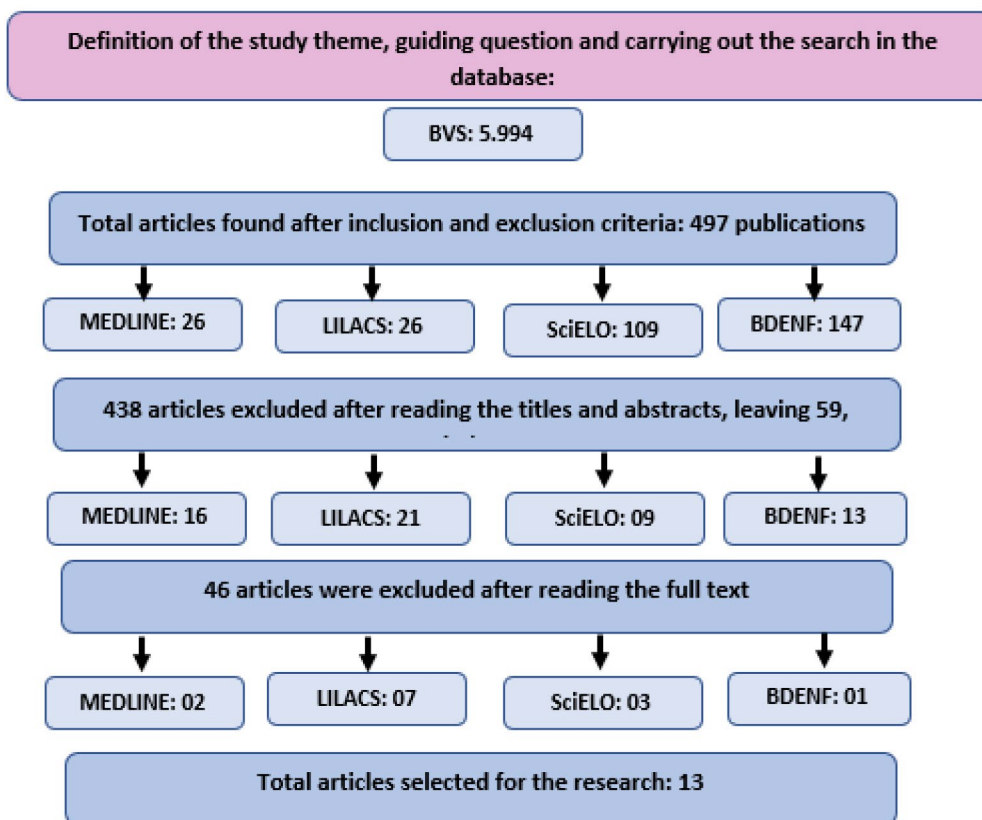 Definition of the study theme, guiding question and carrying out the search in the
database:
BVS: 5.994
Total articles found after inclusion and exclusion criteria: 497 publications
MEDLINE: 26
LILACS: 26
SciELO: 109
BDENF: 147
438 articles excluded after reading the titles and abstracts, leaving 59,
MEDLINE: 16
LILACS: 21
SciELO: 09
BDENF: 13
46 articles were excluded after reading the full text
MEDLINE: 02
LILACS: 07
SciELO: 03
BDENF: 01
Total articles selected for the research: 13